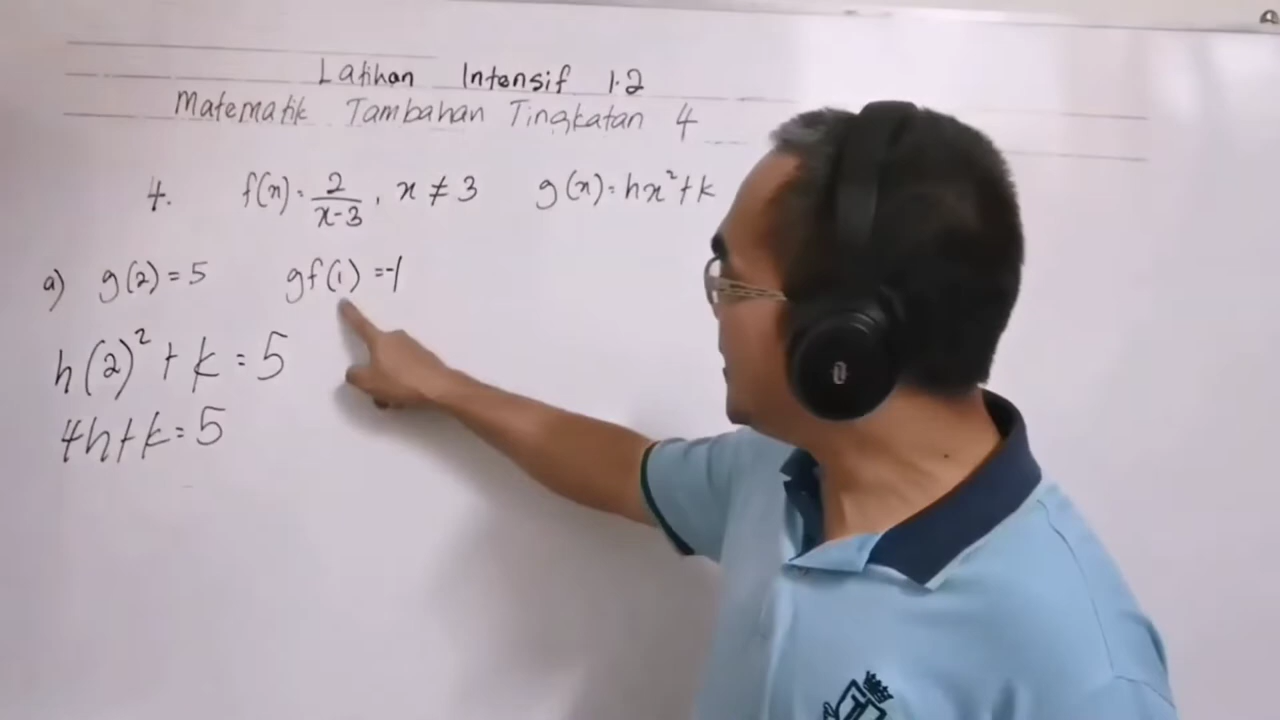 Latihan Intensif 1.2
Matematik Tambahan Tingkatan 4
4. f(x) = 2/(x-3), x ≠ 3 g(x) = hx² + k
a) g(2) = 5 gf(1) = -1
h(2)² + k = 5
4h + k = 5